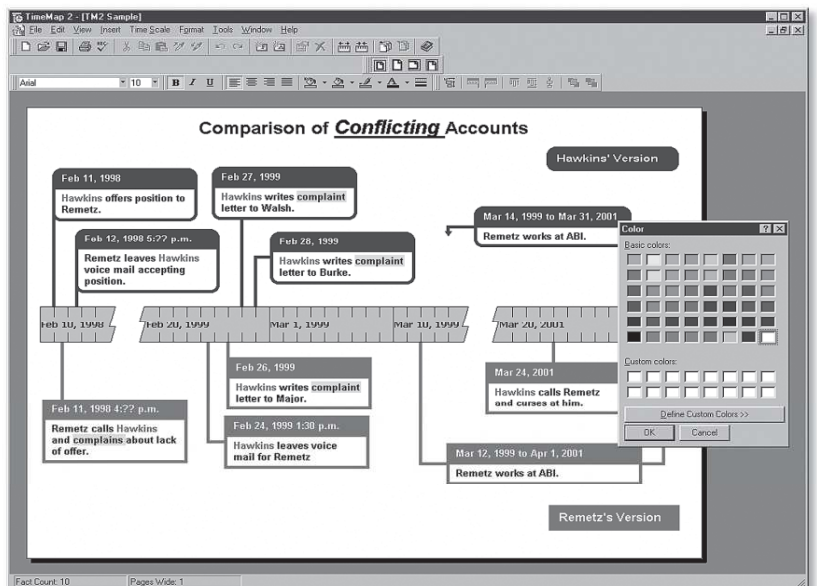 TimeMap 2 - [TM2 Sample]
File Edit View Insert Time Scale Format Tools Window Help
Arial 10 B I U
Comparison of Conflicting Accounts
Hawkins' Version
Feb 11, 1998
Hawkins offers position to
Remetz.
Feb 27, 1999
Hawkins writes complaint
letter to Walsh.
Mar 14, 1999 to Mar 31, 2001
Remetz works at ABI.
Feb 12, 1998 5:?? p.m.
Remetz leaves Hawkins
voice mail accepting
position.
Feb 28, 1999
Hawkins writes complaint
letter to Burke.
Feb 10, 1998
Feb 20, 1999
Mar 1, 1999
Mar 10, 1999
Mar 20, 2001
Feb 26, 1999
Hawkins writes complaint
letter to Major.
Mar 24, 2001
Hawkins calls Remetz
and curses at him.
Feb 11, 1998 4:?? p.m.
Remetz calls Hawkins
and complains about lack
of offer.
Feb 24, 1999 1:30 p.m.
Hawkins leaves voice
mail for Remetz
Mar 12, 1999 to Apr 1, 2001
Remetz works at ABI.
Remetz's Version
Color
Basic colors:
Custom colors:
Define Custom Colors >>
OK Cancel
Fact Count: 10 Pages Wide: 1